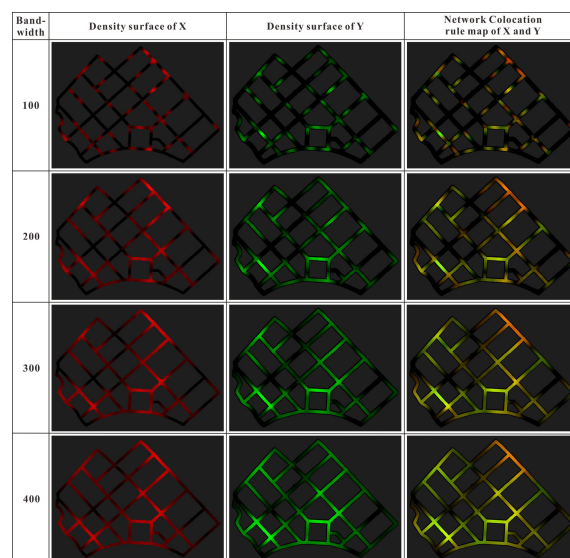 Band-
width
Density surface of X
Density surface of Y
Network Colocation
rule map of X and Y
100
200
300
400